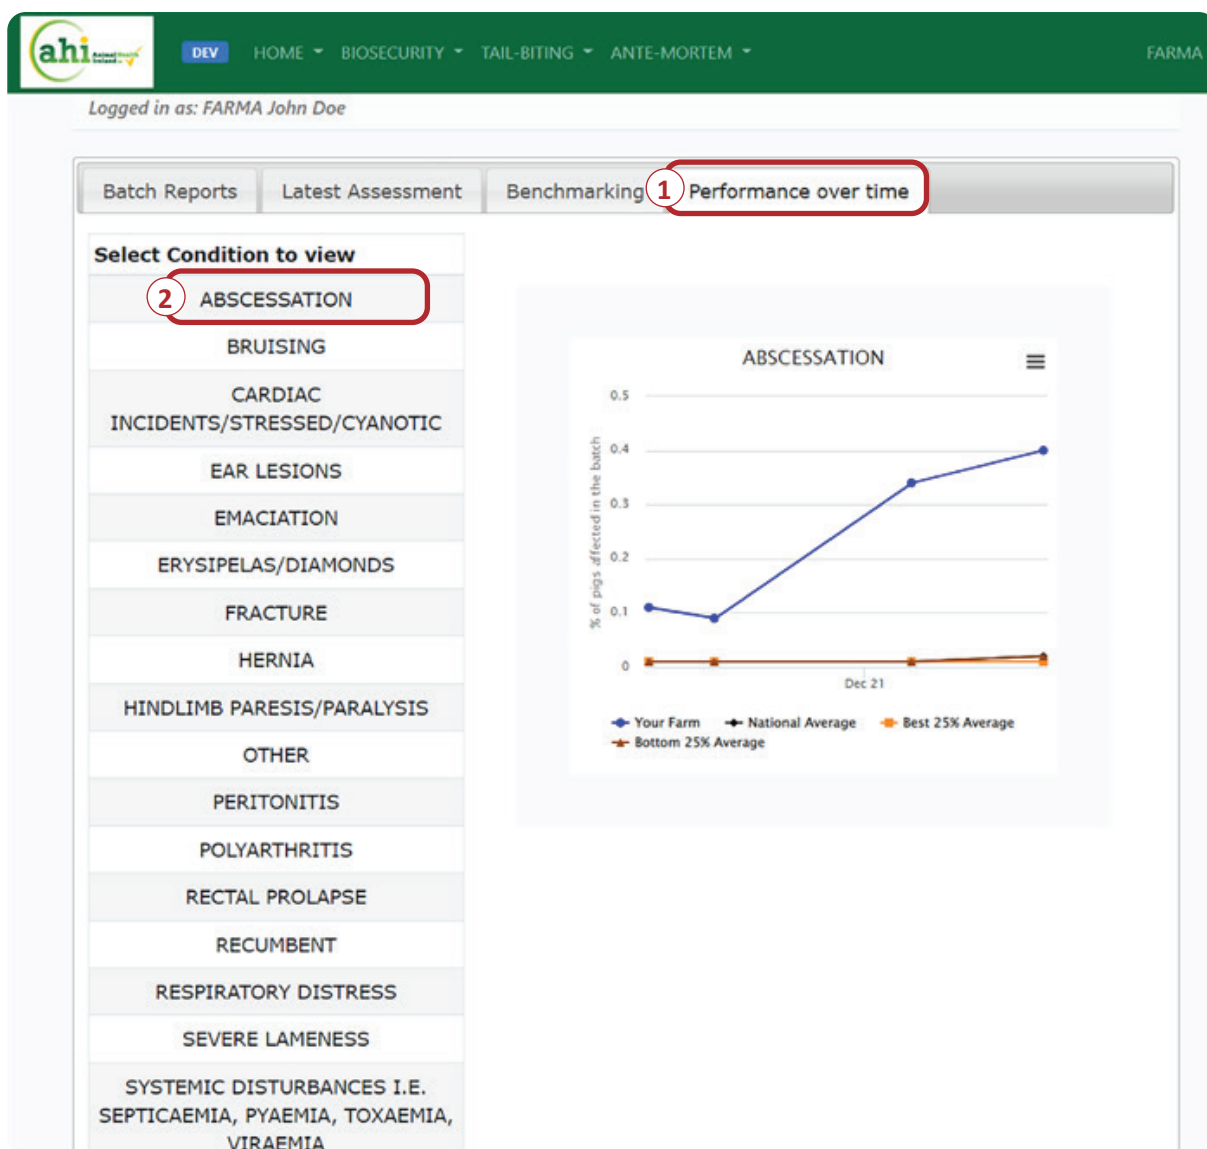 ahi Animal Health
Ireland
DEV HOME BIOSECURITY TAIL-BITING ANTE-MORTEM FARMA
Logged in as: FARMA John Doe
Batch Reports Latest Assessment Benchmarking 1 Performance over time
Select Condition to view
2 ABSCESSATION
BRUISING
CARDIAC
INCIDENTS/STRESSED/CYANOTIC
EAR LESIONS
EMACIATION
ERYSIPELAS/DIAMONDS
FRACTURE
HERNIA
HINDLIMB PARESIS/PARALYSIS
OTHER
PERITONITIS
POLYARTHRITIS
RECTAL PROLAPSE
RECUMBENT
RESPIRATORY DISTRESS
SEVERE LAMENESS
SYSTEMIC DISTURBANCES I.E.
SEPTICAEMIA, PYAEMIA, TOXAEMIA,
VIRAEMIA
ABSCESSATION
% of pigs affected in the batch
0.5
0.4
0.3
0.2
0.1
0
Dec 21
Your Farm National Average Best 25% Average
Bottom 25% Average